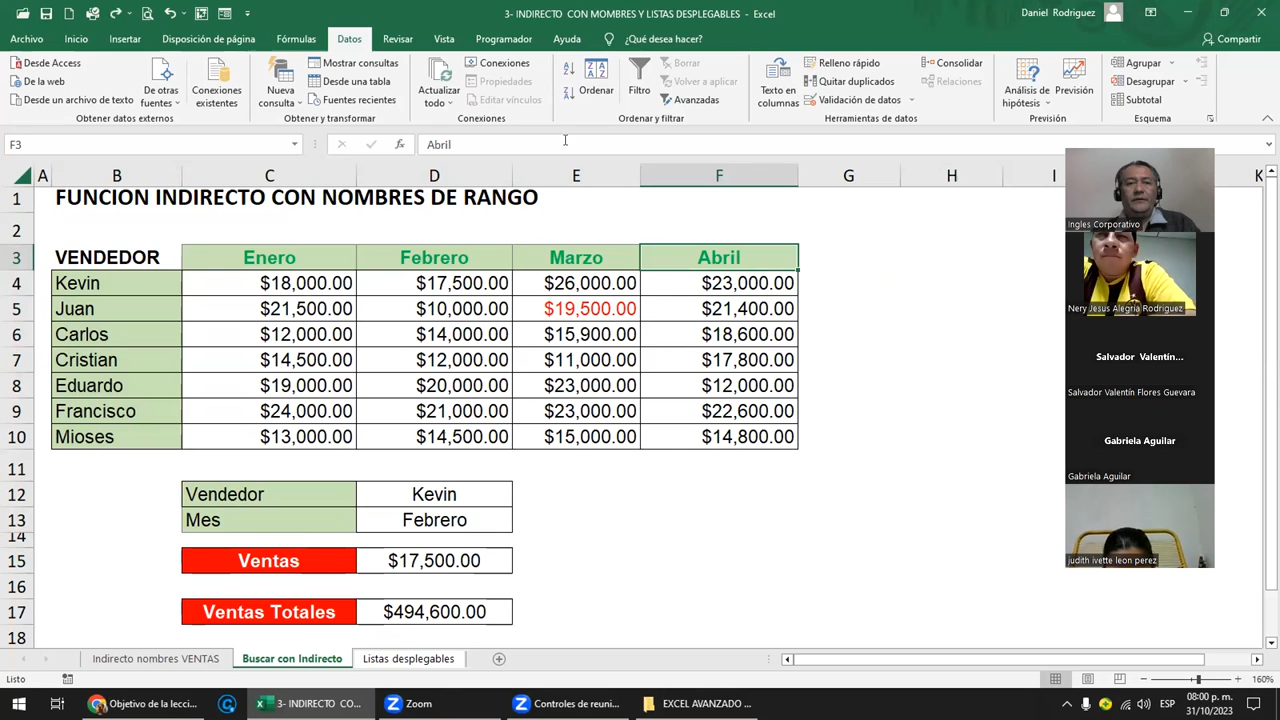 3- INDIRECTO CON MOMBRES Y LISTAS DESPLEGABLES - Excel
Daniel Rodriguez
Archivo Inicio Insertar Disposición de página Fórmulas Datos Revisar Vista Programador Ayuda ¿Qué desea hacer? Compartir
Desde Access
De la web
Desde un archivo de texto
De otras fuentes
Conexiones existentes
Obtener datos externos
Nueva consulta
Mostrar consultas
Desde una tabla
Fuentes recientes
Obtener y transformar
Actualizar todo
Conexiones
Propiedades
Editar vínculos
Conexiones
Ordenar
Filtro
Borrar
Volver a aplicar
Avanzadas
Ordenar y filtrar
Texto en columnas
Relleno rápido
Quitar duplicados
Validación de datos
Consolidar
Relaciones
Herramientas de datos
Análisis de hipótesis
Previsión
Previsión
Agrupar
Desagrupar
Subtotal
Esquema
F3 fx Abril
A B C D E F G H I K
1 FUNCION INDIRECTO CON NOMBRES DE RANGO
2
3 VENDEDOR Enero Febrero Marzo Abril
4 Kevin $18,000.00 $17,500.00 $26,000.00 $23,000.00
5 Juan $21,500.00 $10,000.00 $19,500.00 $21,400.00
6 Carlos $12,000.00 $14,000.00 $15,900.00 $18,600.00
7 Cristian $14,500.00 $12,000.00 $11,000.00 $17,800.00
8 Eduardo $19,000.00 $20,000.00 $23,000.00 $12,000.00
9 Francisco $24,000.00 $21,000.00 $23,000.00 $22,600.00
10 Mioses $13,000.00 $14,500.00 $15,000.00 $14,800.00
11
12 Vendedor Kevin
13 Mes Febrero
14
15 Ventas $17,500.00
16
17 Ventas Totales $494,600.00
18
Ingles Corporativo
Nery Jesus Alegria Rodriguez
Salvador Valentín...
Salvador Valentín Flores Guevara
Gabriela Aguilar
Gabriela Aguilar
judith ivette leon perez
Indirecto nombres VENTAS Buscar con Indirecto Listas desplegables
Listo 160%
Objetivo de la lecci... 3- INDIRECTO CO... Zoom Controles de reuni... EXCEL AVANZADO ... ESP 08:00 p. m.
31/10/2023